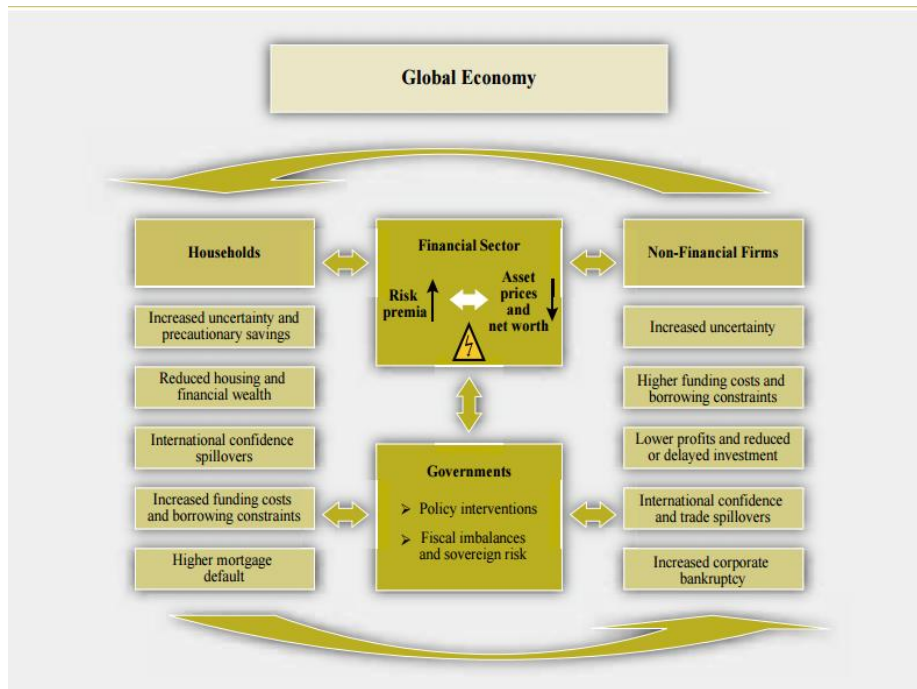 Global Economy
Households
Financial Sector
Risk
premia
Asset
prices
and
net worth
Non-Financial Firms
Increased uncertainty and
precautionary savings
Reduced housing and
financial wealth
International confidence
spillovers
Increased funding costs
and borrowing constraints
Higher mortgage
default
Governments
➢ Policy interventions
➢ Fiscal imbalances
and sovereign risk
Increased uncertainty
Higher funding costs and
borrowing constraints
Lower profits and reduced
or delayed investment
International confidence
and trade spillovers
Increased corporate
bankruptcy